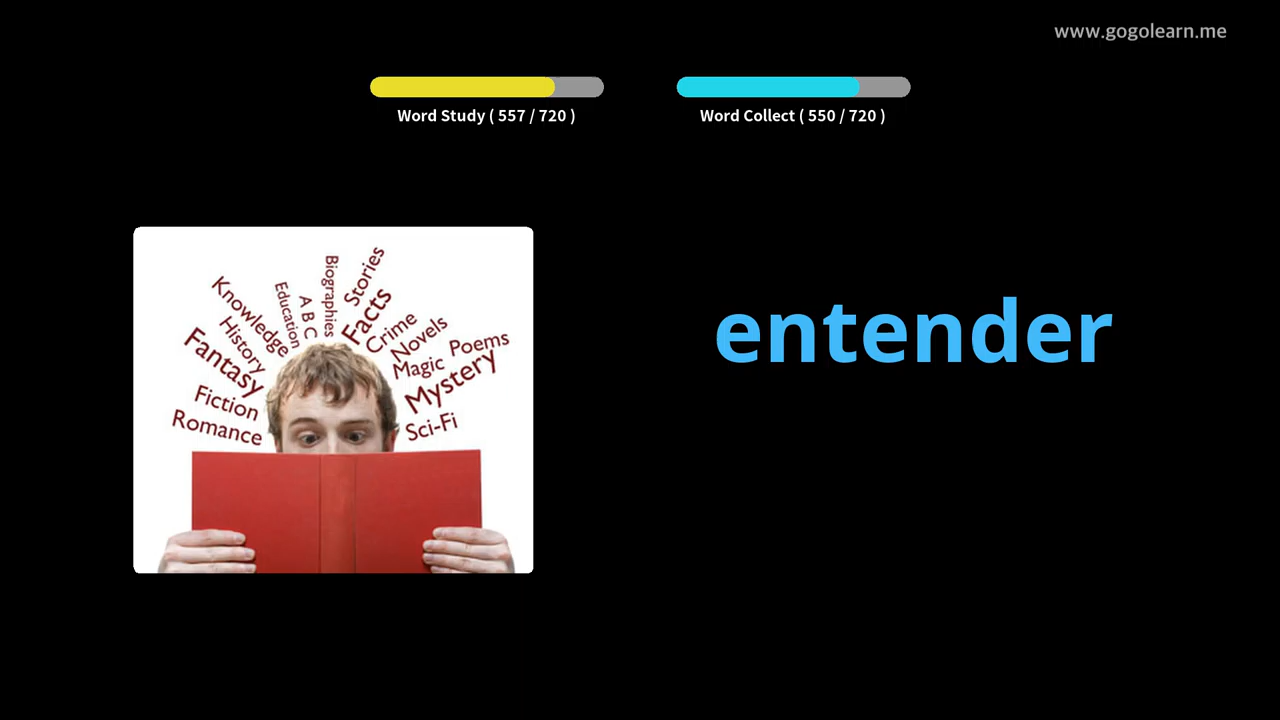 www.gogolearn.me
Word Study ( 557 / 720 )
Word Collect ( 550 / 720 )
entender
Biographies
Stories
Education
A B C
Facts
Knowledge
History
Crime
Novels
Poems
Fantasy
Magic
Mystery
Fiction
Romance
Sci-Fi